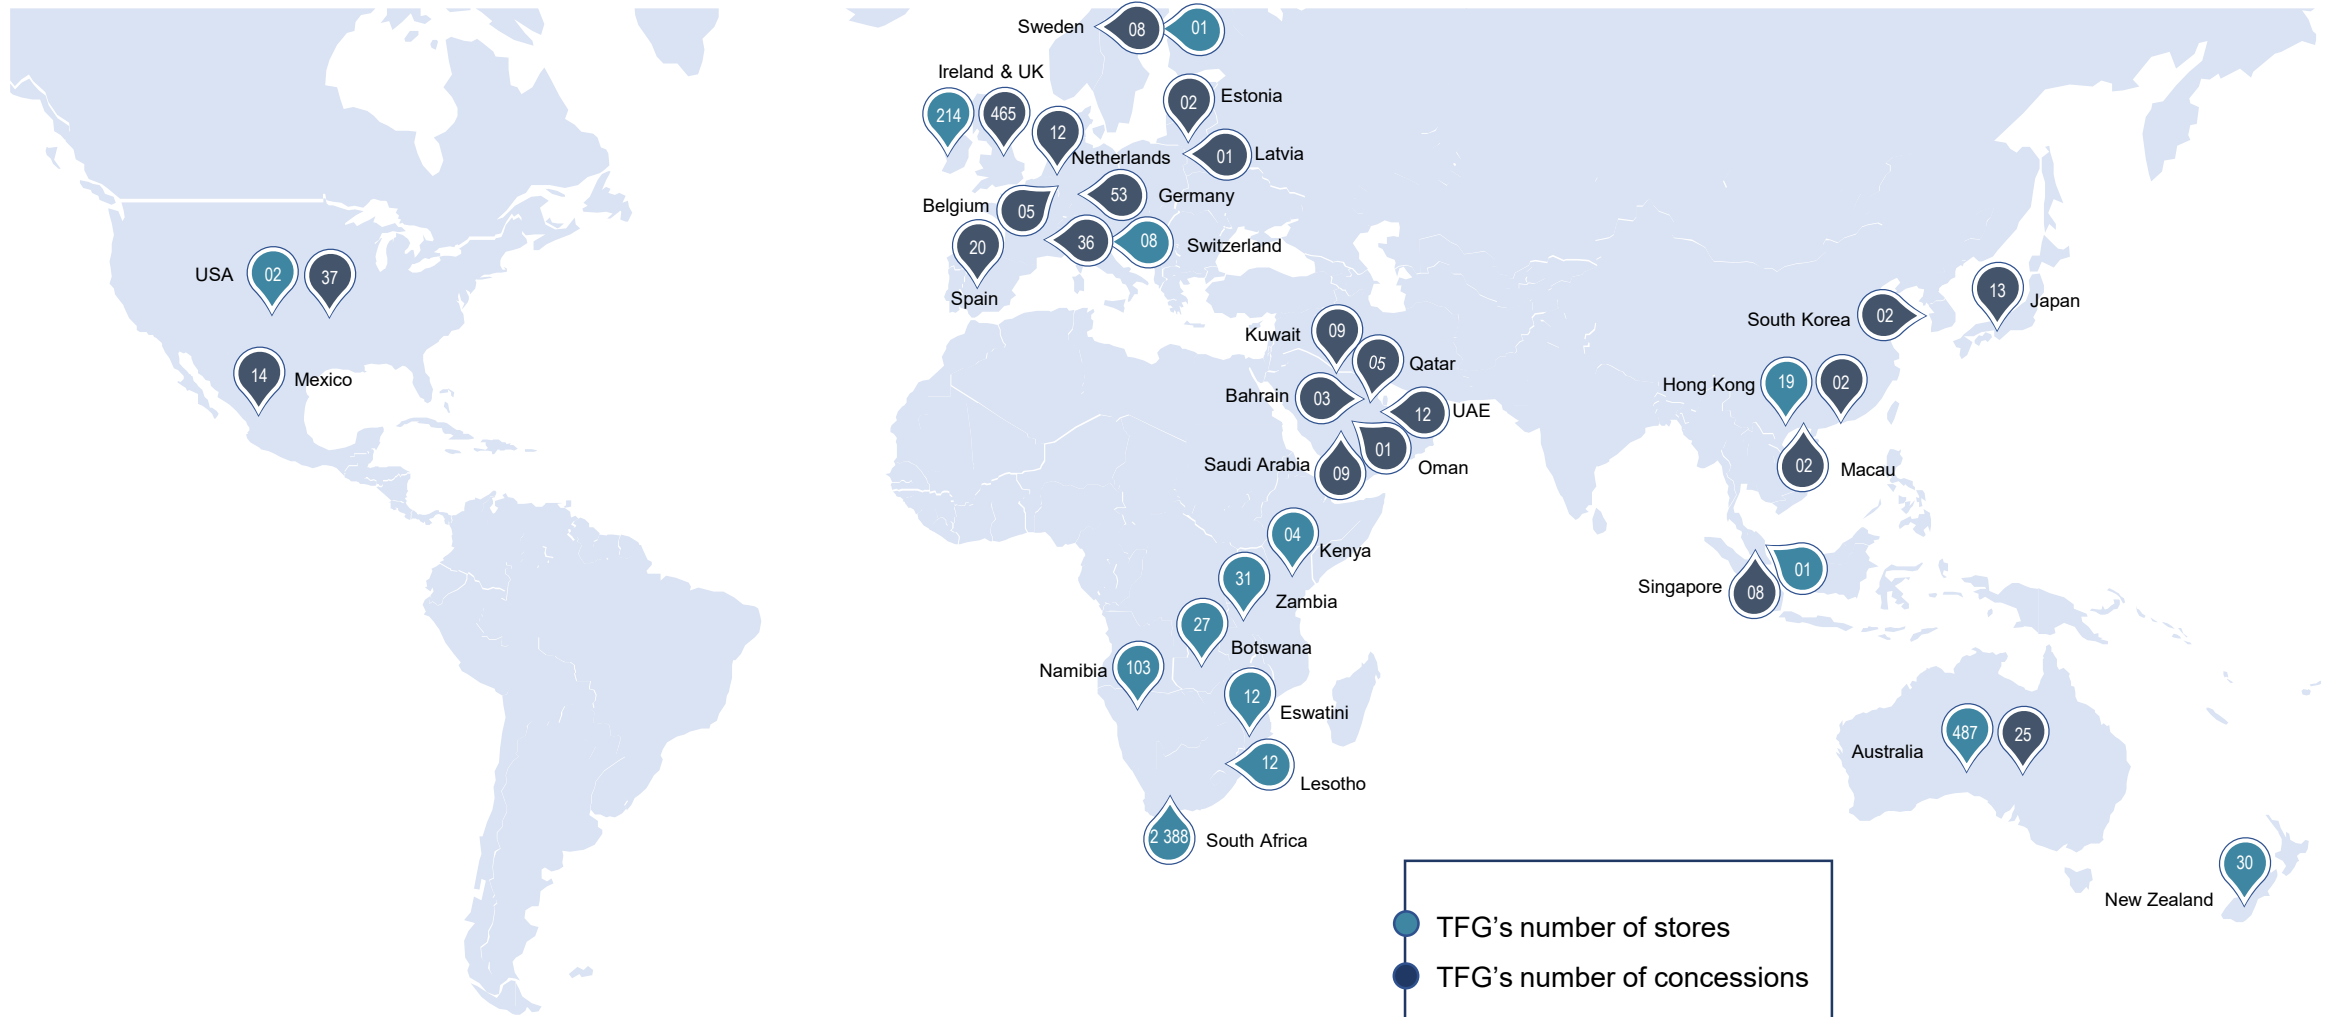 Sweden
08
01
Ireland & UK
214
465
12
Netherlands
02
Estonia
01
Latvia
53
Germany
Belgium
05
20
Spain
36
08
Switzerland
USA
02
37
14
Mexico
Kuwait
09
05
Qatar
Bahrain
03
12
UAE
01
Oman
Saudi Arabia
09
South Korea
02
13
Japan
Hong Kong
19
02
02
Macau
Singapore
08
01
04
Kenya
31
Zambia
27
Botswana
Namibia
103
12
Eswatini
12
Lesotho
2 388
South Africa
Australia
487
25
30
New Zealand
TFG’s number of stores
TFG’s number of concessions